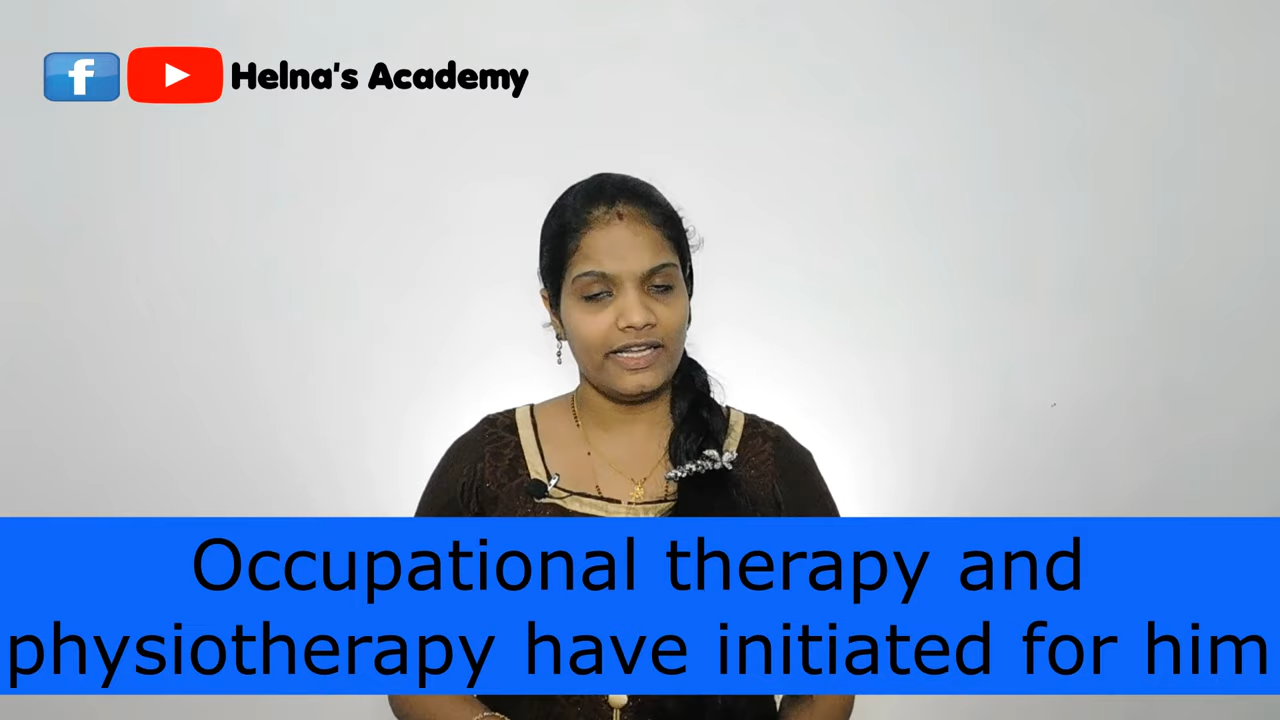 Helna's Academy
Occupational therapy and
physiotherapy have initiated for him